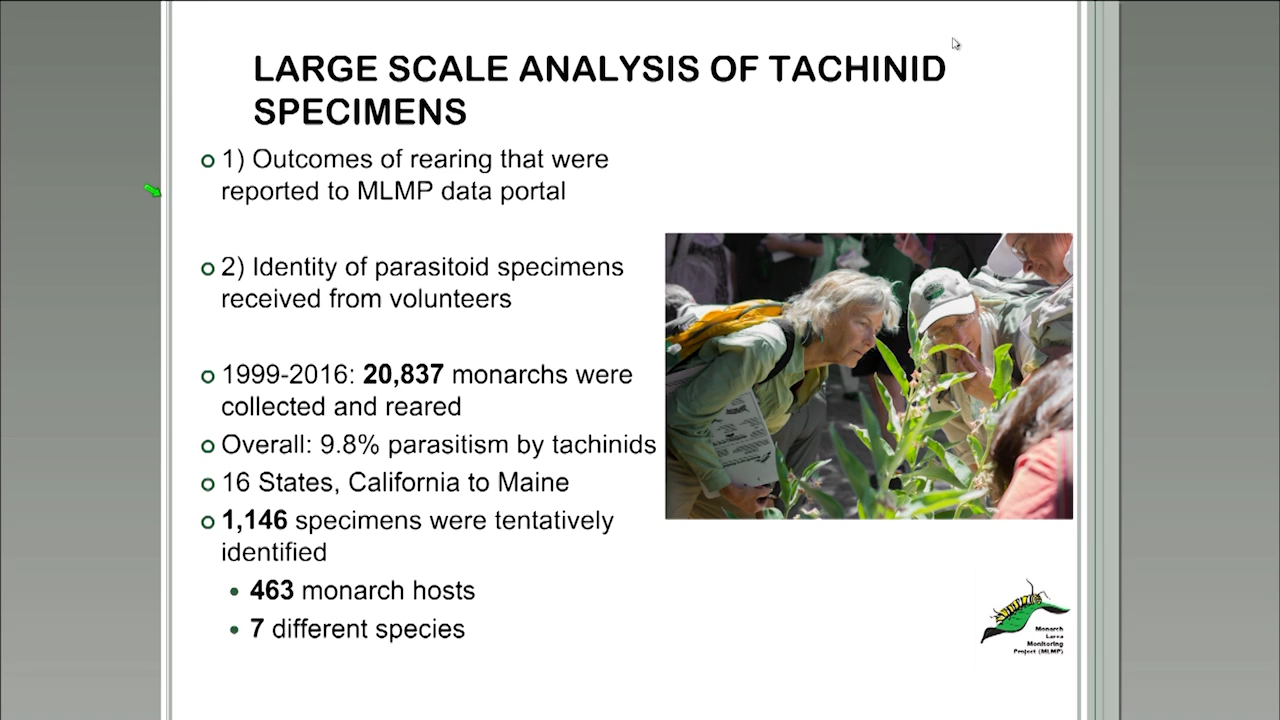 LARGE SCALE ANALYSIS OF TACHINID
SPECIMENS
1) Outcomes of rearing that were
reported to MLMP data portal
2) Identity of parasitoid specimens
received from volunteers
1999-2016: 20,837 monarchs were
collected and reared
Overall: 9.8% parasitism by tachinids
16 States, California to Maine
1,146 specimens were tentatively
identified
463 monarch hosts
7 different species
Monarch
Larva
Monitoring
Project (MLMP)